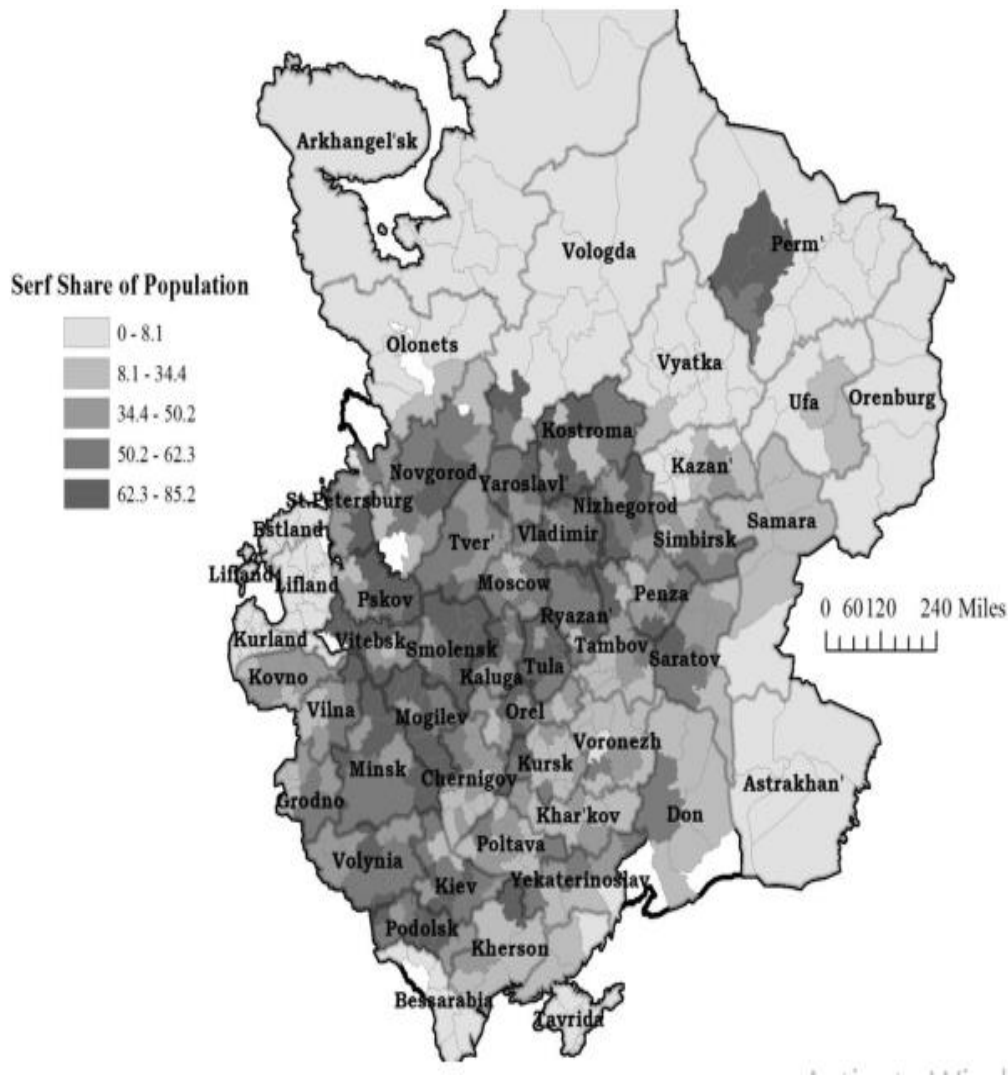 Arkhangel'sk
Vologda
Perm'
Serf Share of Population
0 - 8.1
8.1 - 34.4
34.4 - 50.2
50.2 - 62.3
62.3 - 85.2
Olonets
Vyatka
Ufa
Orenburg
Kostroma
Novgorod
Yaroslavl'
Kazan'
St.Petersburg
Nizhegorod
Estland
Tver'
Vladimir
Simbirsk
Samara
Lifland
Lifland
Pskov
Moscow
Penza
Ryazan'
0 60120 240 Miles
Kurland
Vitebsk
Smolensk
Tambov
Saratov
Kovno
Kaluga
Tula
Vilna
Mogilev
Orel
Voronezh
Minsk
Chernigov
Kursk
Astrakhan'
Grodno
Khar'kov
Don
Poltava
Volynia
Kiev
Yekaterinoslav
Podolsk
Kherson
Bessarabia
Tavrida